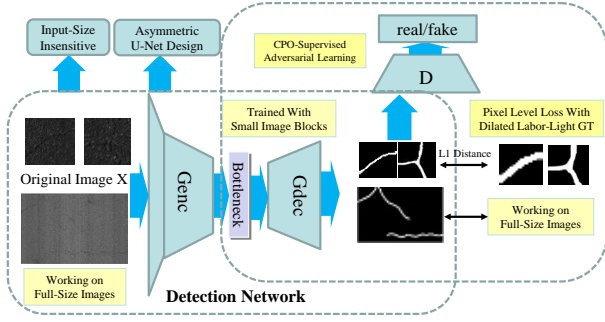 Input-Size
Insensitive
Asymmetric
U-Net Design
CPO-Supervised
Adversarial Learning
real/fake
D
Trained With
Small Image Blocks
Pixel Level Loss With
Dilated Labor-Light GT
Original Image X
Genc
Bottleneck
Gdec
L1 Distance
Working on
Full-Size Images
Working on
Full-Size Images
Detection Network